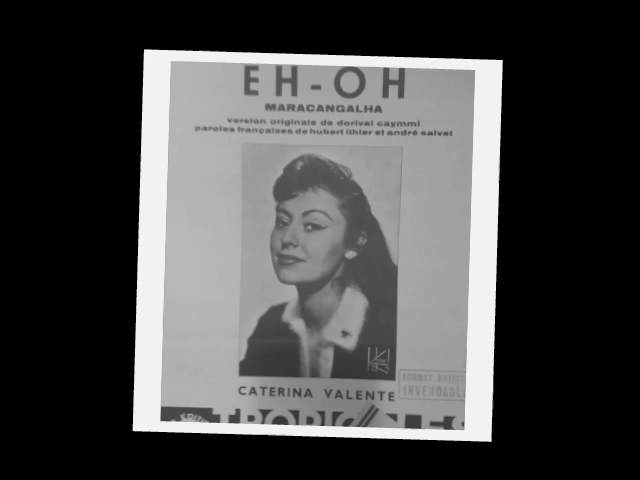 EH-OH
MARACANGALHA
version originale de dorival caymmi
paroles françaises de hubert ithier et andré salvet
CATERINA VALENTE
FORMAT ARTISTE
INVENDABLE
TROPICALES